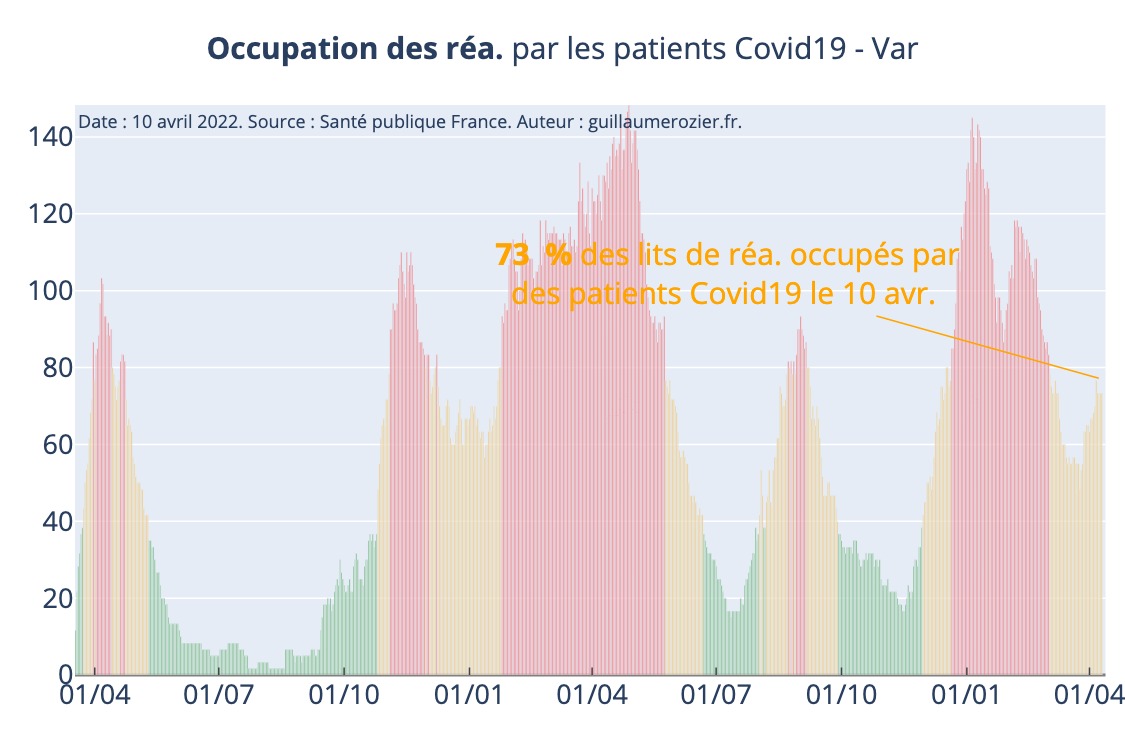 Occupation des réa. par les patients Covid19 - Var
Date : 10 avril 2022. Source : Santé publique France. Auteur : guillaumerozier.fr.
140
120
73 % des lits de réa. occupés par
des patients Covid19 le 10 avr.
100
80
60
40
20
0
01/04 01/07 01/10 01/01 01/04 01/07 01/10 01/01 01/04